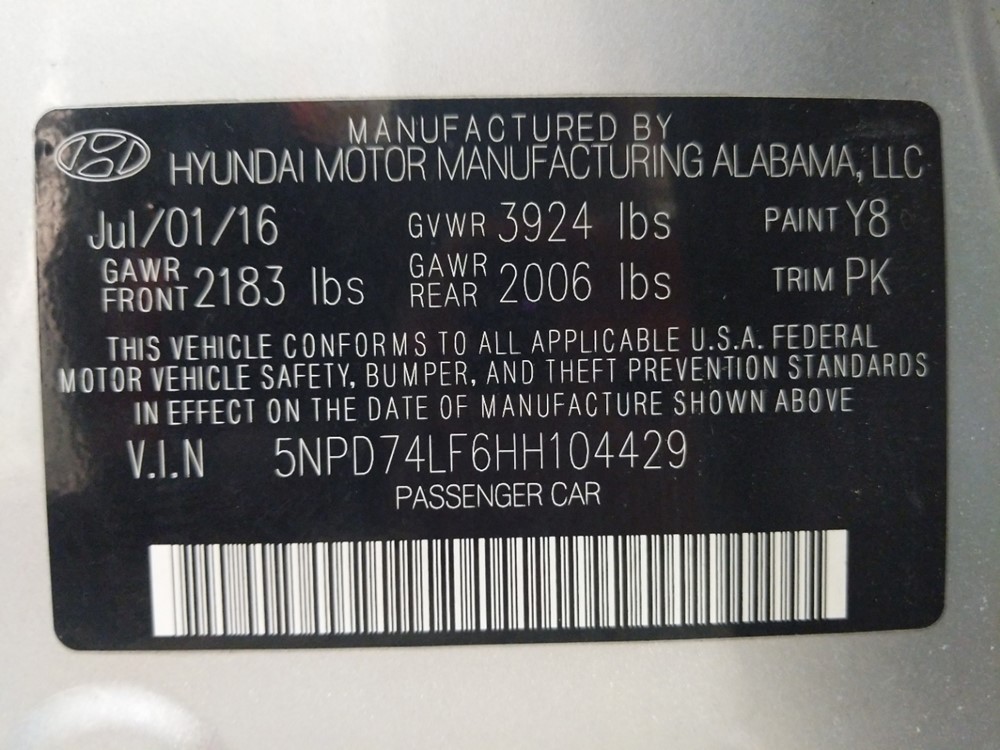 MANUFACTURED BY
HYUNDAI MOTOR MANUFACTURING ALABAMA, LLC
Jul/01/16 GVWR 3924 lbs PAINT Y8
GAWR FRONT 2183 lbs GAWR REAR 2006 lbs TRIM PK
THIS VEHICLE CONFORMS TO ALL APPLICABLE U.S.A. FEDERAL
MOTOR VEHICLE SAFETY, BUMPER, AND THEFT PREVENTION STANDARDS
IN EFFECT ON THE DATE OF MANUFACTURE SHOWN ABOVE
V.I.N 5NPD74LF6HH104429
PASSENGER CAR